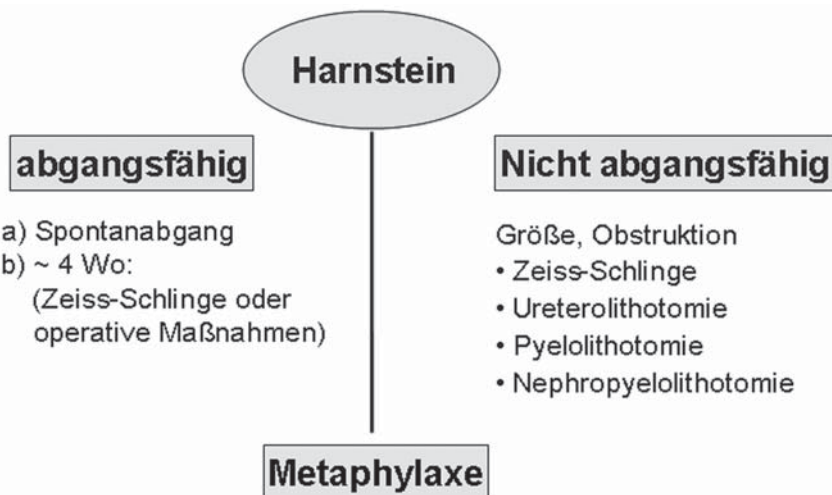 Harnstein
abgangsfähig
a) Spontanabgang
b) ~ 4 Wo:
(Zeiss-Schlinge oder
operative Maßnahmen)
Nicht abgangsfähig
Größe, Obstruktion
• Zeiss-Schlinge
• Ureterolithotomie
• Pyelolithotomie
• Nephropyelolithotomie
Metaphylaxe